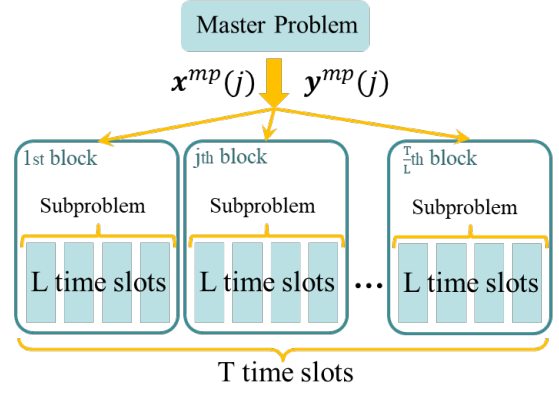 Master Problem
𝒙^{mp}(j) 𝒚^{mp}(j)
1st block
jth block
T/L th block
Subproblem
Subproblem
Subproblem
L time slots
L time slots
...
L time slots
T time slots